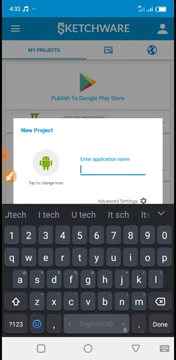 4:33
SKETCHWARE
MY PROJECTS
Publish To Google Play Store
New Project
Enter application name
Tap to change icon
Advanced Settings
Jtech I tech U tech It sch Its
1 2 3 4 5 6 7 8 9 0
q w e r t y u i o p
a s d f g h j k l
z x c v b n m
?123 , English(US) . Done